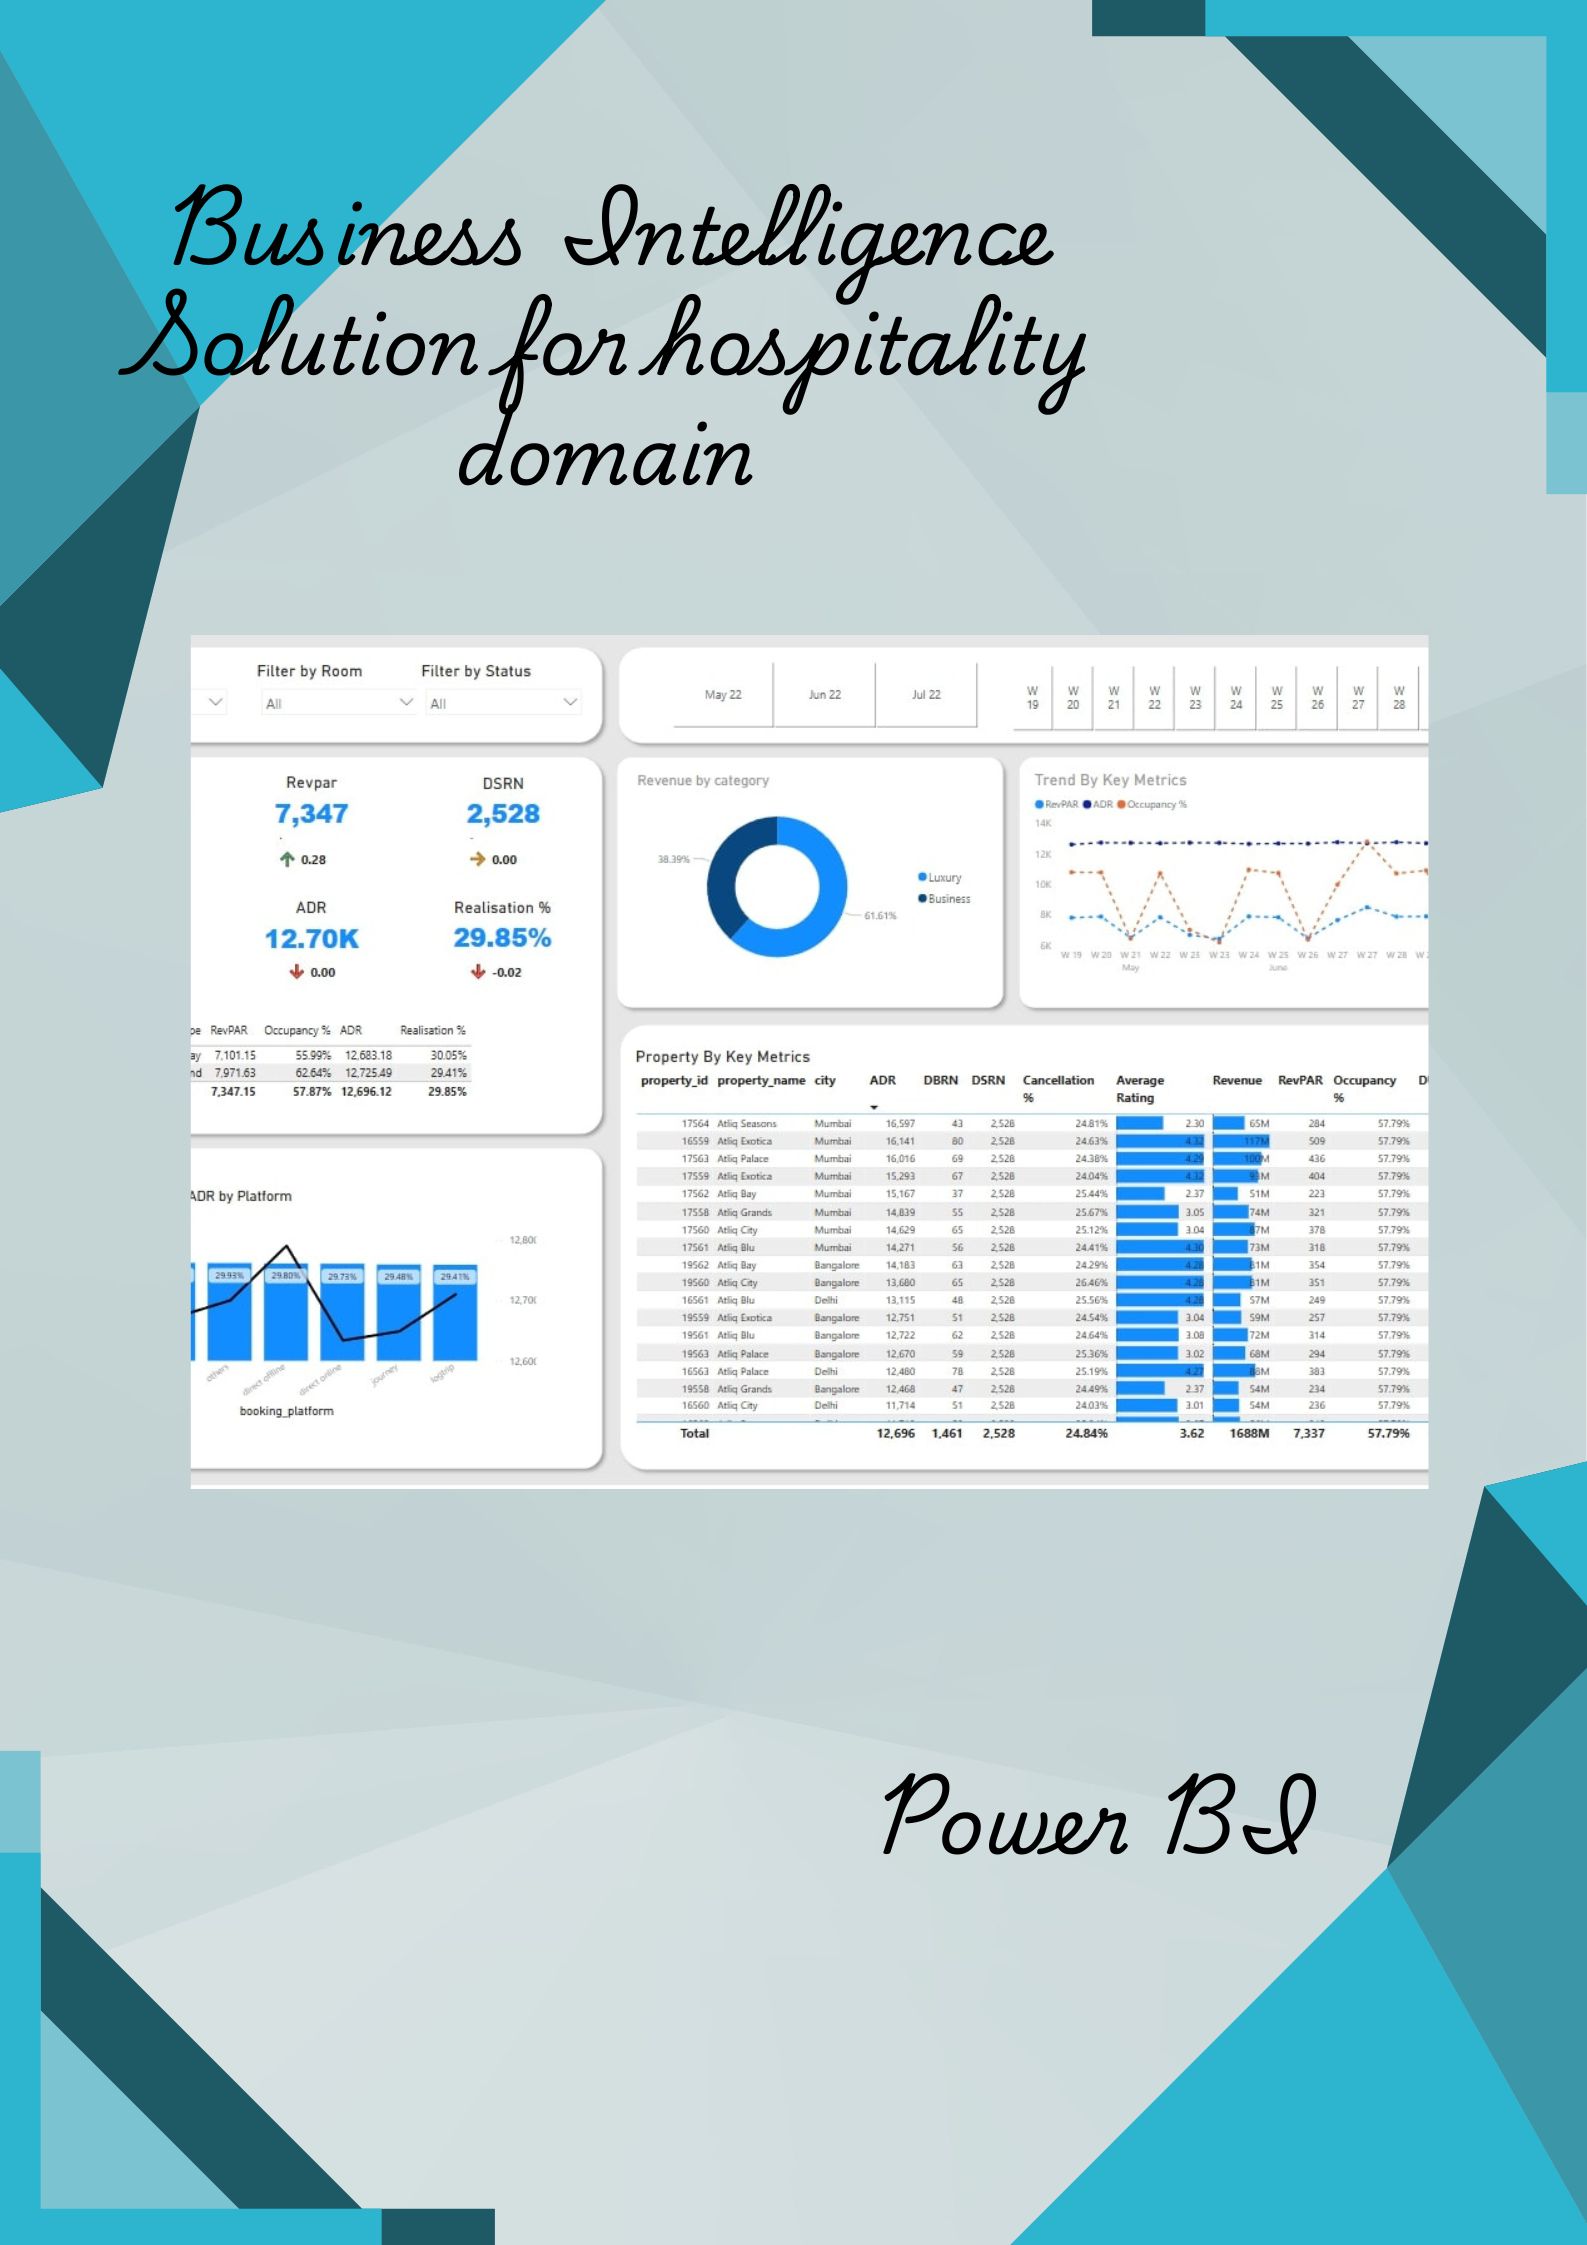 Business Intelligence
Solution for hospitality
domain
Filter by Room
Filter by Status
All
All
May 22
Jun 22
Jul 22
W 19
W 20
W 21
W 22
W 23
W 24
W 25
W 26
W 27
W 28
Revpar
DSRN
7,347
2,528
0.28
0.00
ADR
Realisation %
12.70K
29.85%
0.00
-0.02
RevPAR Occupancy % ADR Realisation %
7,101.15 55.99% 12,683.18 30.05%
7,971.63 62.64% 12,725.49 29.41%
7,347.15 57.87% 12,696.12 29.85%
Revenue by category
38.39%
61.61%
Luxury
Business
Trend By Key Metrics
RevPAR ADR Occupancy %
14K
12K
10K
8K
6K
W 19 W 20 W 21 W 22 W 23 W 23 W 24 W 25 W 26 W 27 W 27 W 28
May June
ADR by Platform
29.93% 29.80% 29.73% 29.48% 29.41%
others direct offline direct online journey logtrip
booking_platform
Property By Key Metrics
property_id property_name city ADR DBRN DSRN Cancellation % Average Rating Revenue RevPAR Occupancy %
17564 Atliq Seasons Mumbai 16,597 43 2,528 24.81% 2.30 65M 284 57.79%
16559 Atliq Exotica Mumbai 16,141 80 2,528 24.63% 4.32 117M 509 57.79%
17563 Atliq Palace Mumbai 16,016 69 2,528 24.38% 4.29 100M 436 57.79%
17559 Atliq Exotica Mumbai 15,293 67 2,528 24.04% 4.32 93M 404 57.79%
17562 Atliq Bay Mumbai 15,167 37 2,528 25.44% 2.37 51M 223 57.79%
17558 Atliq Grands Mumbai 14,839 55 2,528 25.67% 3.05 74M 321 57.79%
17560 Atliq City Mumbai 14,629 65 2,528 25.12% 3.04 87M 378 57.79%
17561 Atliq Blu Mumbai 14,271 56 2,528 24.41% 4.30 73M 318 57.79%
19562 Atliq Bay Bangalore 14,183 63 2,528 24.29% 4.28 81M 354 57.79%
19560 Atliq City Bangalore 13,680 65 2,528 26.46% 4.28 81M 351 57.79%
16561 Atliq Blu Delhi 13,115 48 2,528 25.56% 4.28 57M 249 57.79%
19559 Atliq Exotica Bangalore 12,751 51 2,528 24.54% 3.04 59M 257 57.79%
19561 Atliq Blu Bangalore 12,722 62 2,528 24.64% 3.08 72M 314 57.79%
19563 Atliq Palace Bangalore 12,670 59 2,528 25.36% 3.02 68M 294 57.79%
16563 Atliq Palace Delhi 12,480 78 2,528 25.19% 4.27 88M 383 57.79%
19558 Atliq Grands Bangalore 12,468 47 2,528 24.49% 2.37 54M 234 57.79%
16560 Atliq City Delhi 11,714 51 2,528 24.03% 3.01 54M 236 57.79%
Total 12,696 1,461 2,528 24.84% 3.62 1688M 7,337 57.79%
Power BI